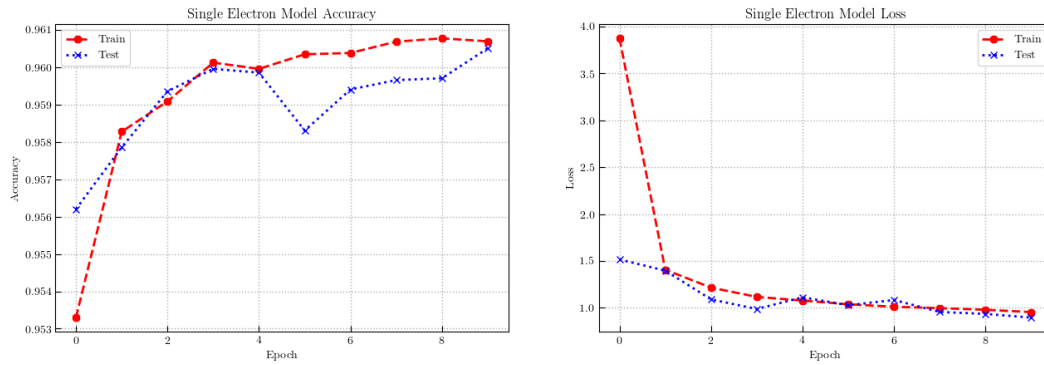 Single Electron Model Accuracy
0.961
0.960
0.959
0.958
0.957
0.956
0.955
0.954
0.953
Accuracy
Train
Test
0
2
4
6
8
Epoch
Single Electron Model Loss
4.0
3.5
3.0
2.5
2.0
1.5
1.0
Loss
Train
Test
0
2
4
6
8
Epoch